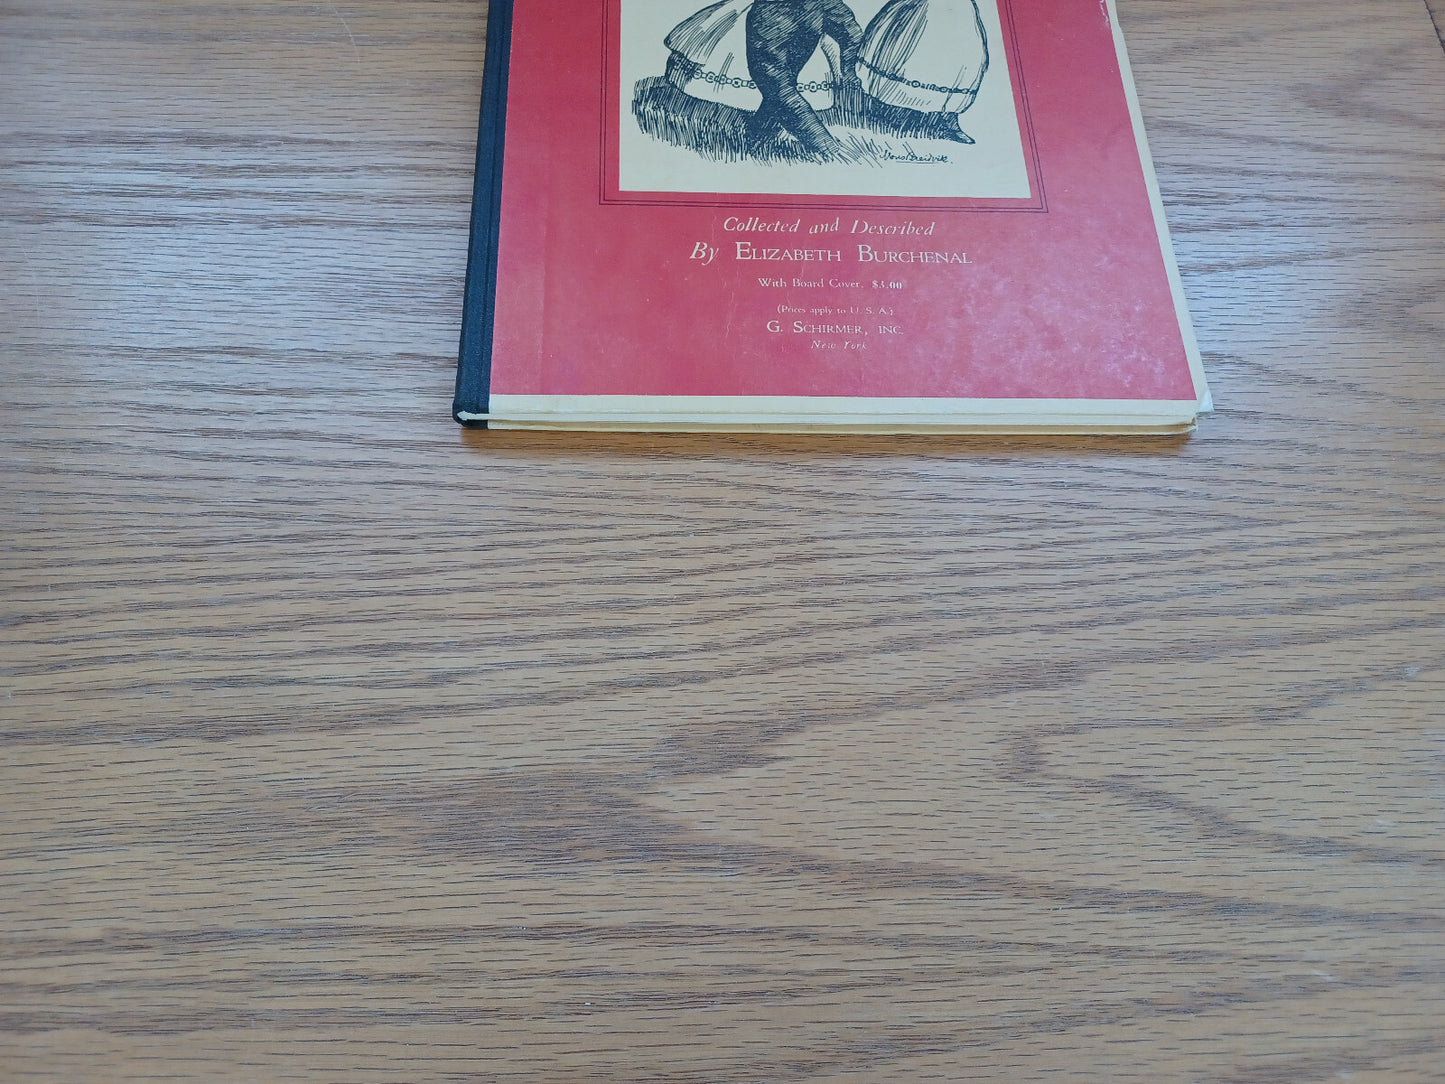 Collected and Described
By ELIZABETH BURCHENAL
With Board Cover, $3.00
(Prices apply to U. S. A.)
G. SCHIRMER, INC.
New York